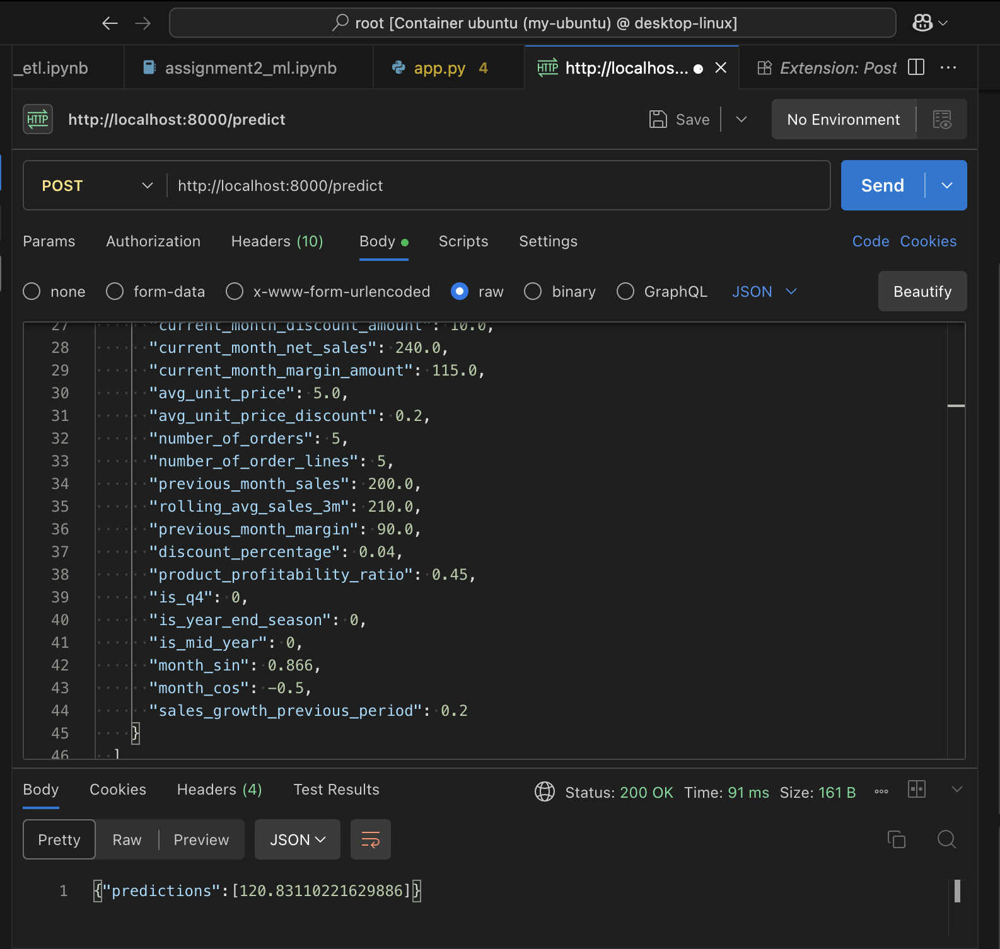 root [Container ubuntu (my-ubuntu) @ desktop-linux]
_etl.ipynb
assignment2_ml.ipynb
app.py 4
HTTP http://localhos...
Extension: Post
HTTP http://localhost:8000/predict
Save
No Environment
POST
http://localhost:8000/predict
Send
Params Authorization Headers (10) Body Scripts Settings Code Cookies
none form-data x-www-form-urlencoded raw binary GraphQL JSON Beautify
27 "current_month_discount_amount": 10.0,
28 "current_month_net_sales": 240.0,
29 "current_month_margin_amount": 115.0,
30 "avg_unit_price": 5.0,
31 "avg_unit_price_discount": 0.2,
32 "number_of_orders": 5,
33 "number_of_order_lines": 5,
34 "previous_month_sales": 200.0,
35 "rolling_avg_sales_3m": 210.0,
36 "previous_month_margin": 90.0,
37 "discount_percentage": 0.04,
38 "product_profitability_ratio": 0.45,
39 "is_q4": 0,
40 "is_year_end_season": 0,
41 "is_mid_year": 0,
42 "month_sin": 0.866,
43 "month_cos": -0.5,
44 "sales_growth_previous_period": 0.2
45 }
46 ]
Body Cookies Headers (4) Test Results Status: 200 OK Time: 91 ms Size: 161 B
Pretty Raw Preview JSON
1 {"predictions":[120.83110221629886]}